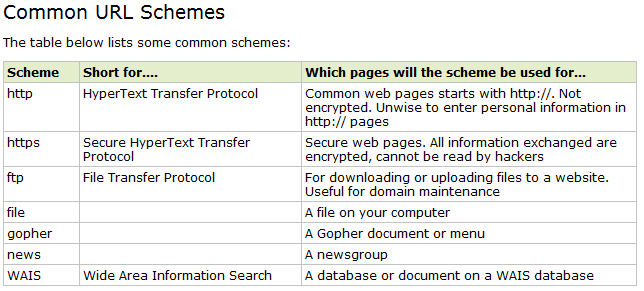 Common URL Schemes
The table below lists some common schemes:
Scheme Short for.... Which pages will the scheme be used for...
http HyperText Transfer Protocol Common web pages starts with http://. Not
encrypted. Unwise to enter personal information in
http:// pages
https Secure HyperText Transfer Secure web pages. All information exchanged are
Protocol encrypted, cannot be read by hackers
ftp File Transfer Protocol For downloading or uploading files to a website.
Useful for domain maintenance
file A file on your computer
gopher A Gopher document or menu
news A newsgroup
WAIS Wide Area Information Search A database or document on a WAIS database